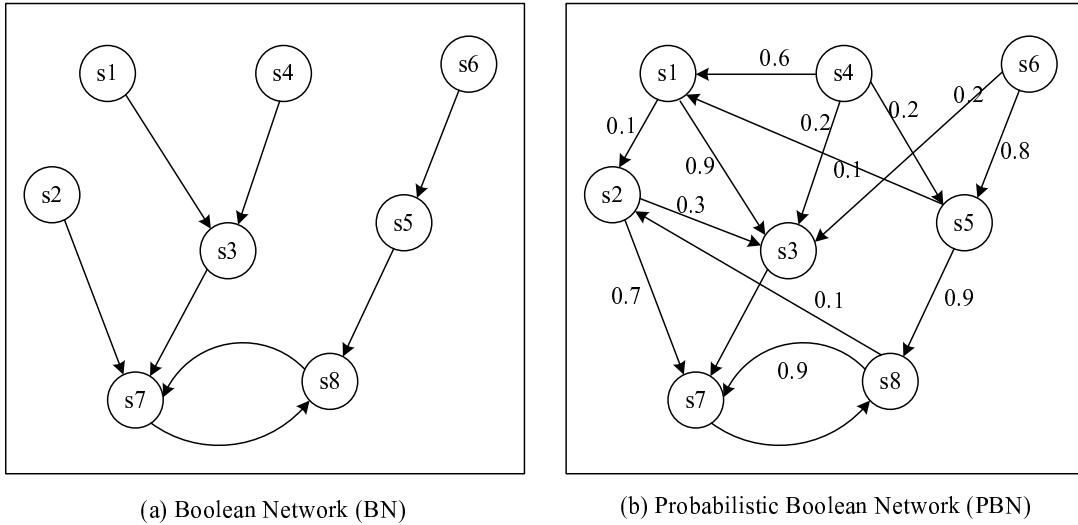 s1
s4
s6
s2
s5
s3
s7
s8
(a) Boolean Network (BN)
s1
0.6
s4
s6
0.2
0.2
0.1
0.2
0.8
0.9
0.1
s2
0.3
s5
s3
0.7
0.1
0.9
0.9
s8
s7
(b) Probabilistic Boolean Network (PBN)